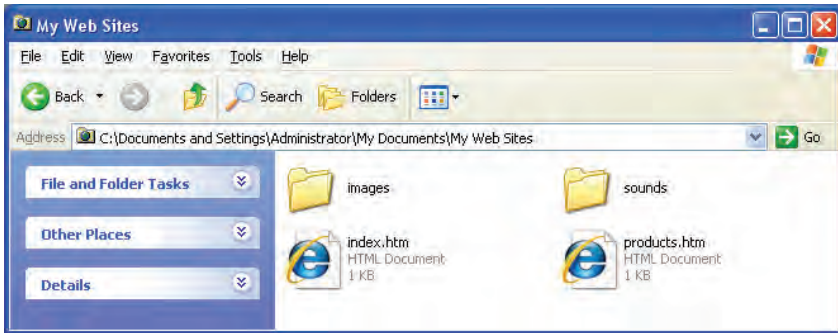 My Web Sites
File Edit View Favorites Tools Help
Back Search Folders
Address C:\Documents and Settings\Administrator\My Documents\My Web Sites Go
File and Folder Tasks
Other Places
Details
images
sounds
index.htm
HTML Document
1 KB
products.htm
HTML Document
1 KB